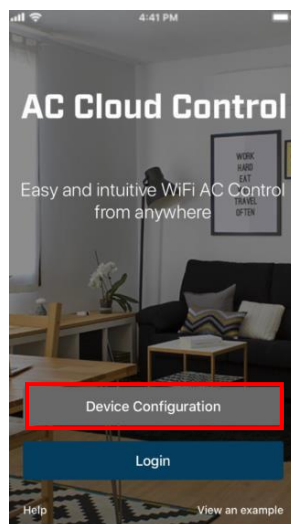 4:41 PM
AC Cloud Control
WORK
HARD
EAT
TRAVEL
OFTEN
Easy and intuitive WiFi AC Control
from anywhere
Device Configuration
Login
Help
View an example